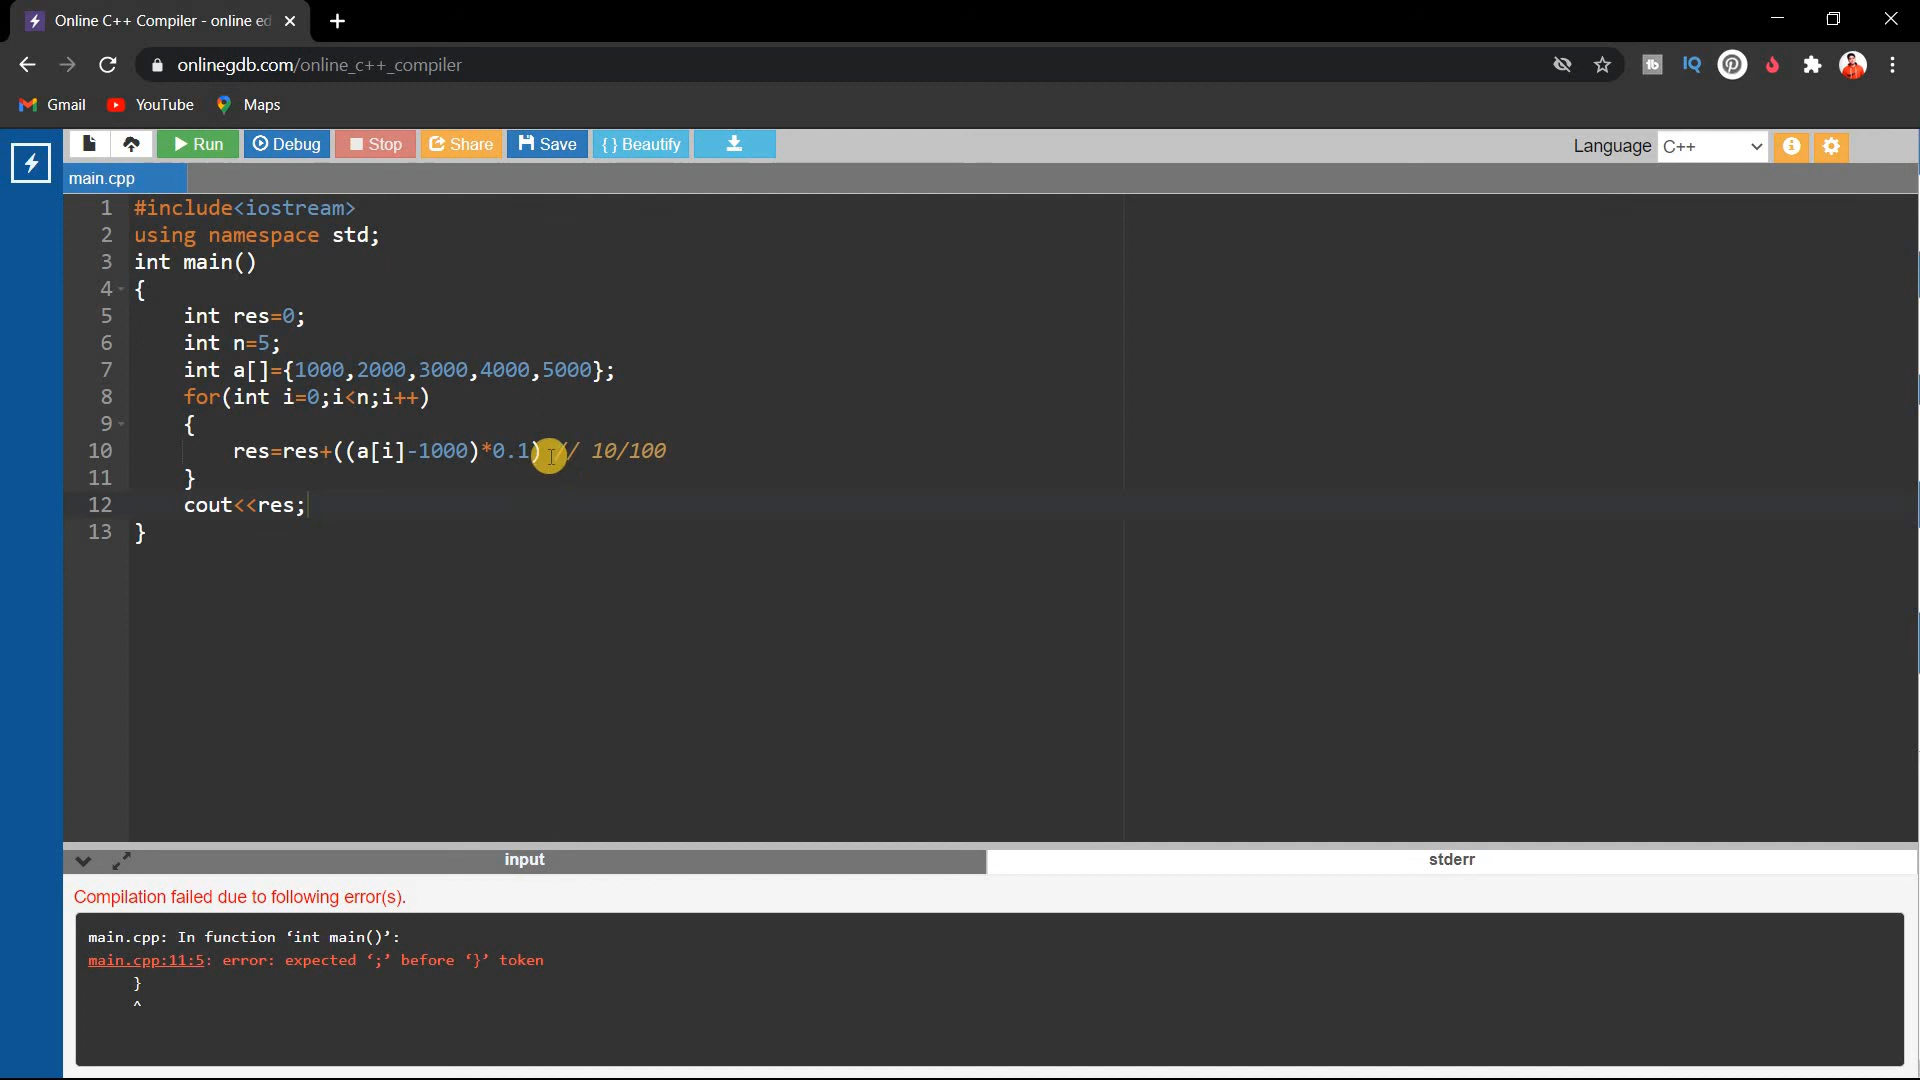 Online C++ Compiler - online ed
onlinegdb.com/online_c++_compiler
Gmail YouTube Maps
Run Debug Stop Share Save { } Beautify Language C++
main.cpp
1 #include<iostream>
2 using namespace std;
3 int main()
4 {
5 int res=0;
6 int n=5;
7 int a[]={1000,2000,3000,4000,5000};
8 for(int i=0;i<n;i++)
9 {
10 res=res+((a[i]-1000)*0.1) // 10/100
11 }
12 cout<<res;
13 }
input stderr
Compilation failed due to following error(s).
main.cpp: In function ‘int main()’:
main.cpp:11:5: error: expected ‘;’ before ‘}’ token
}
^